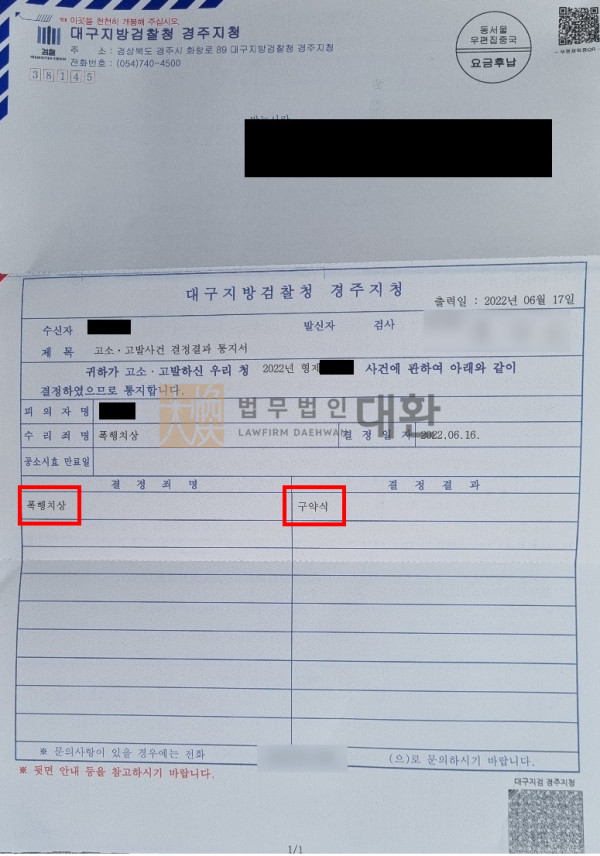 ※ 이곳을 천천히 개봉해 주십시오.
대구지방검찰청 경주지청
주 소 : 경상북도 경주시 화랑로 89 대구지방검찰청 경주지청
검찰
전화번호 : (054)740-4500
38145
동서울
우편집중국
요금후납
대구지방검찰청 경주지청
출력일 : 2022년 06월 17일
수신자 발신자 검사
제 목 고소·고발사건 결정결과 통지서
귀하가 고소·고발하신 우리 청 2022년 형제 사건에 관하여 아래와 같이
결정하였으므로 통지합니다.
피의자명
법무법인 대화
LAWFIRM DAEHWAN
수리죄명 폭행치상 결정일자 2022.06.16.
공소시효 만료일
결 정 죄 명 결 정 결 과
폭행치상 구약식
※ 문의사항이 있을 경우에는 전화 (으)로 문의하시기 바랍니다.
※ 뒷면 안내 등을 참고하시기 바랍니다.
대구지검 경주지청
1/1